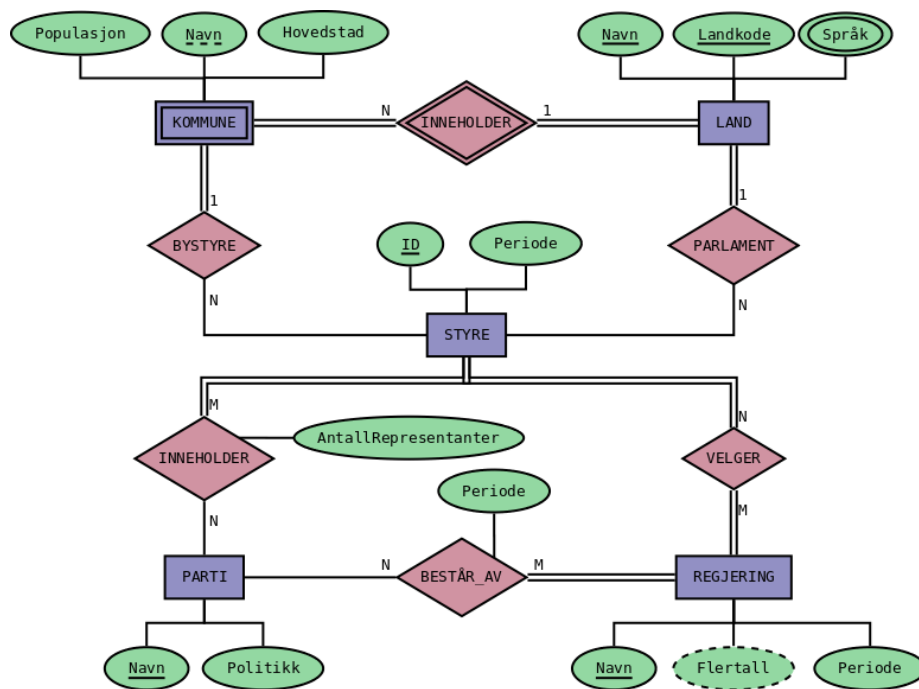 Populasjon
Navn
Hovedstad
Navn
Landkode
Språk
KOMMUNE
N
INNEHOLDER
1
LAND
1
1
BYSTYRE
ID
Periode
PARLAMENT
N
N
STYRE
M
N
AntallRepresentanter
INNEHOLDER
VELGER
Periode
N
M
PARTI
N
BESTÅR_AV
M
REGJERING
Navn
Politikk
Navn
Flertall
Periode